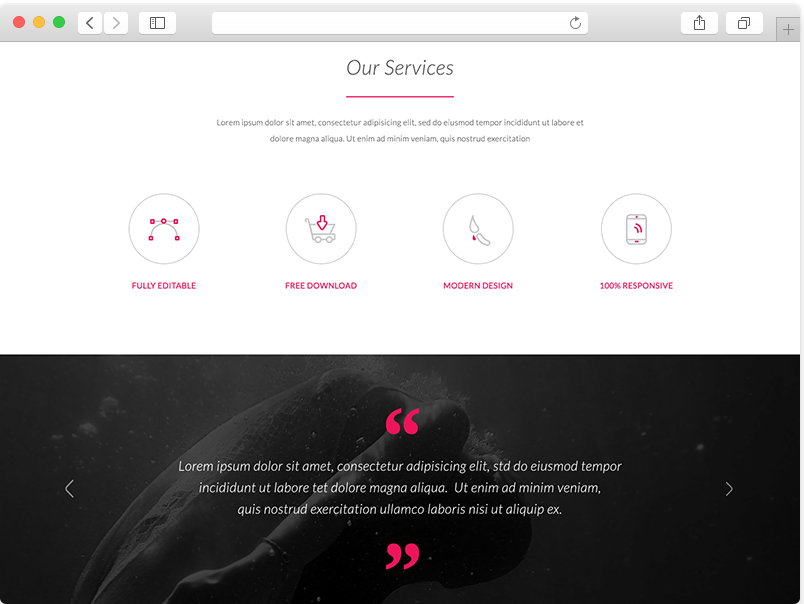 Our Services
Lorem ipsum dolor sit amet, consectetur adipisicing elit, sed do eiusmod tempor incididunt ut labore et
dolore magna aliqua. Ut enim ad minim veniam, quis nostrud exercitation
FULLY EDITABLE
FREE DOWNLOAD
MODERN DESIGN
100% RESPONSIVE
“
Lorem ipsum dolor sit amet, consectetur adipisicing elit, std do eiusmod tempor
incididunt ut labore tet dolore magna aliqua. Ut enim ad minim veniam,
quis nostrud exercitation ullamco laboris nisi ut aliquip ex.
”